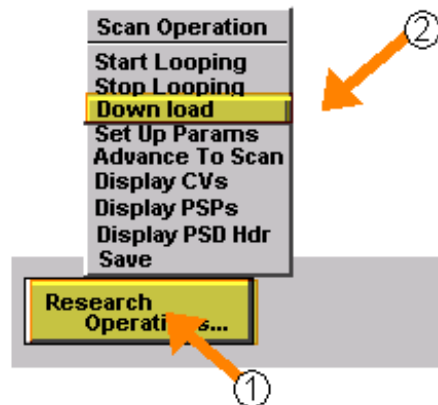 Scan Operation
②
Start Looping
Stop Looping
Down load
Set Up Params
Advance To Scan
Display CVs
Display PSPs
Display PSD Hdr
Save
Research
①